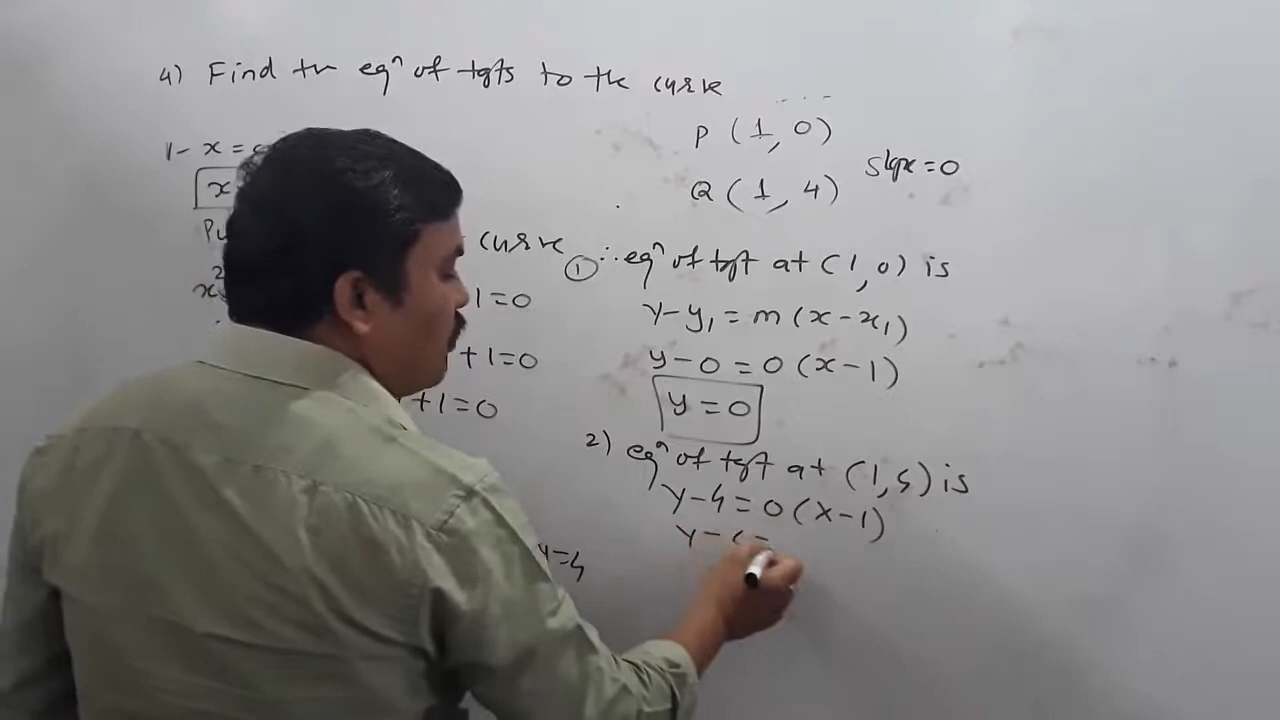 4) Find the eqⁿ of tgts to the curve
1 - x =
x
Pu
curve
x²
1 = 0
+ 1 = 0
+ 1 = 0
y = 4
P (1, 0)
Q (1, 4)
Slope = 0
① ∴ eqⁿ of tgt at (1, 0) is
y - y₁ = m (x - x₁)
y - 0 = 0 (x - 1)
y = 0
2) eqⁿ of tgt at (1, 4) is
y - 4 = 0 (x - 1)
y - 4 =